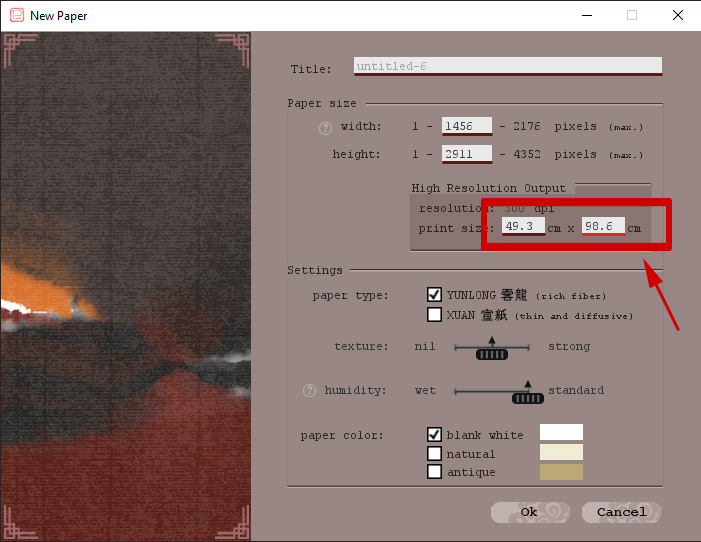 New Paper
Title: untitled-6
Paper size
? width: 1 - 1456 - 2176 pixels (max.)
height: 1 - 2911 - 4352 pixels (max.)
High Resolution Output
resolution: 300 dpi
print size: 49.3 cm x 98.6 cm
Settings
paper type: YUNLONG 雲龍 (rich fiber)
XUAN 宣紙 (thin and diffusive)
texture: nil strong
? humidity: wet standard
paper color: blank white
natural
antique
Ok Cancel